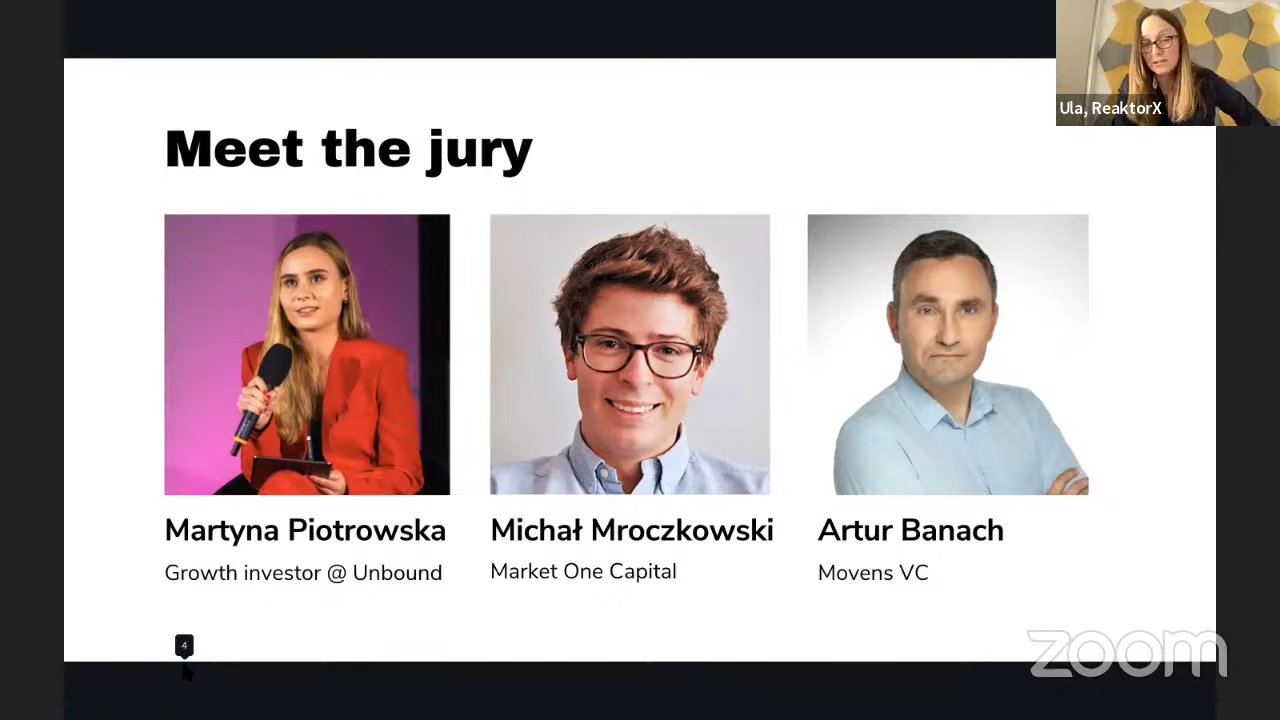 Ula, ReaktorX
Meet the jury
Martyna Piotrowska
Growth investor @ Unbound
Michał Mroczkowski
Market One Capital
Artur Banach
Movens VC
4
zoom